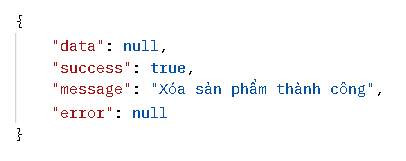 {
    "data": null,
    "success": true,
    "message": "Xóa sản phẩm thành công",
    "error": null
}